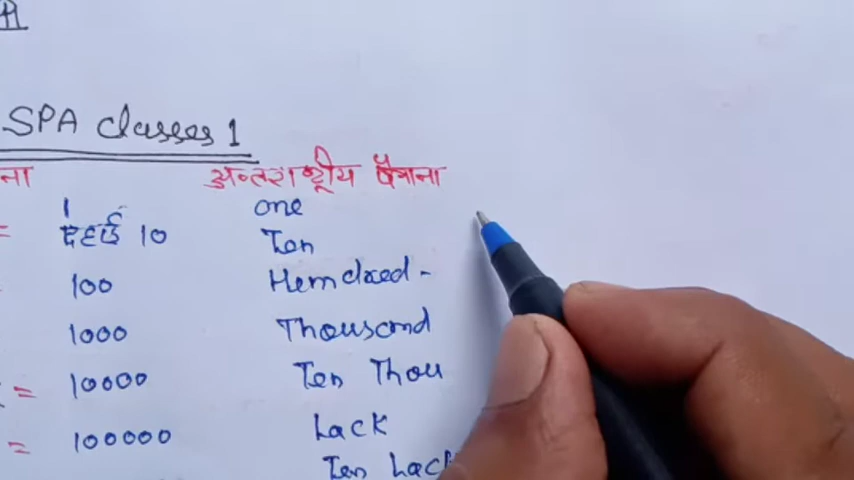 SPA Classes 1
ना अन्तराष्ट्रीय पैमाना
1 one
= दहाई 10 Ten
100 Hemdred -
1000 Thousand
= 10000 Ten Thou
= 100000 Lack
Ten Lack